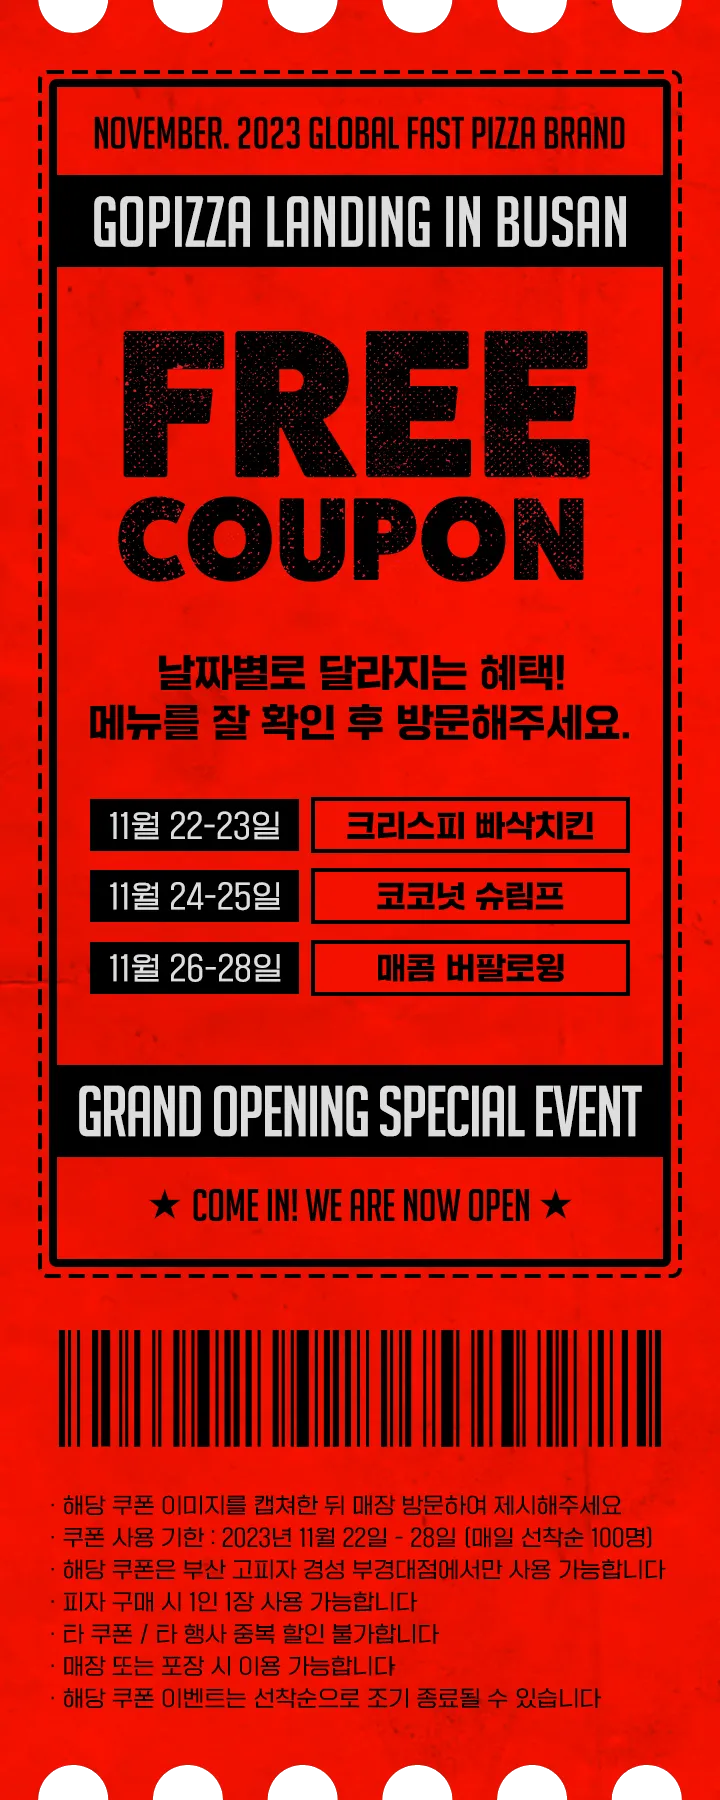 NOVEMBER. 2023 GLOBAL FAST PIZZA BRAND
GOPIZZA LANDING IN BUSAN
FREE
COUPON
날짜별로 달라지는 혜택!
메뉴를 잘 확인 후 방문해주세요.
11월 22-23일 크리스피 빠삭치킨
11월 24-25일 코코넛 슈림프
11월 26-28일 매콤 버팔로윙
GRAND OPENING SPECIAL EVENT
★ COME IN! WE ARE NOW OPEN ★
· 해당 쿠폰 이미지를 캡쳐한 뒤 매장 방문하여 제시해주세요
· 쿠폰 사용 기한 : 2023년 11월 22일 - 28일 (매일 선착순 100명)
· 해당 쿠폰은 부산 고피자 경성 부경대점에서만 사용 가능합니다
· 피자 구매 시 1인 1장 사용 가능합니다
· 타 쿠폰 / 타 행사 중복 할인 불가합니다
· 매장 또는 포장 시 이용 가능합니다
· 해당 쿠폰 이벤트는 선착순으로 조기 종료될 수 있습니다